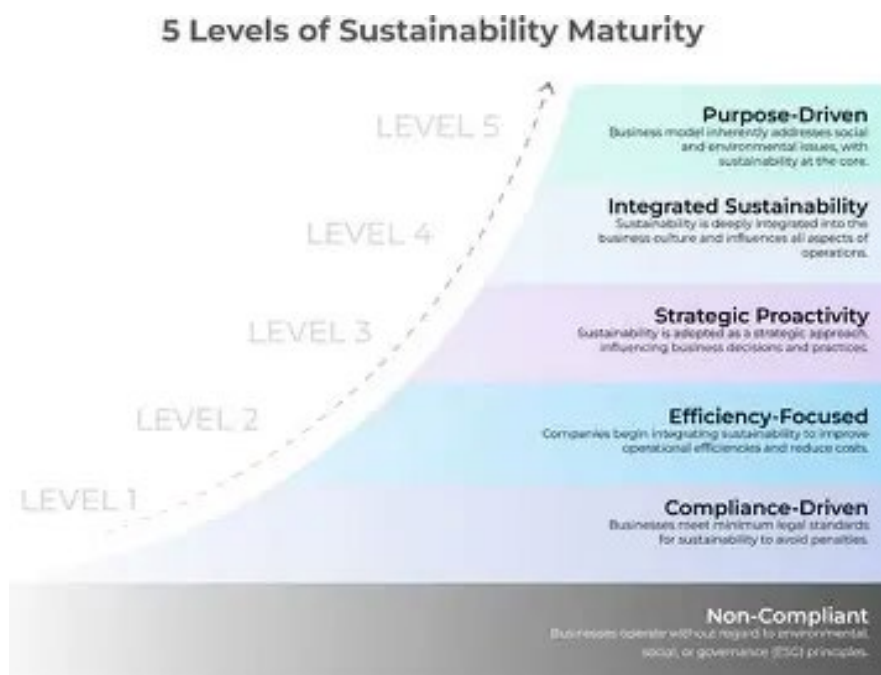 5 Levels of Sustainability Maturity
LEVEL 5
Purpose-Driven
Business model inherently addresses social
and environmental issues, with
sustainability at the core.
LEVEL 4
Integrated Sustainability
Sustainability is deeply integrated into the
business culture and influences all aspects of
operations.
LEVEL 3
Strategic Proactivity
Sustainability is adopted as a strategic approach,
influencing business decisions and practices.
LEVEL 2
Efficiency-Focused
Companies begin integrating sustainability to improve
operational efficiencies and reduce costs.
LEVEL 1
Compliance-Driven
Businesses meet minimum legal standards
for sustainability to avoid penalties.
Non-Compliant
Businesses operate without regard to environmental,
social, or governance (ESG) principles.